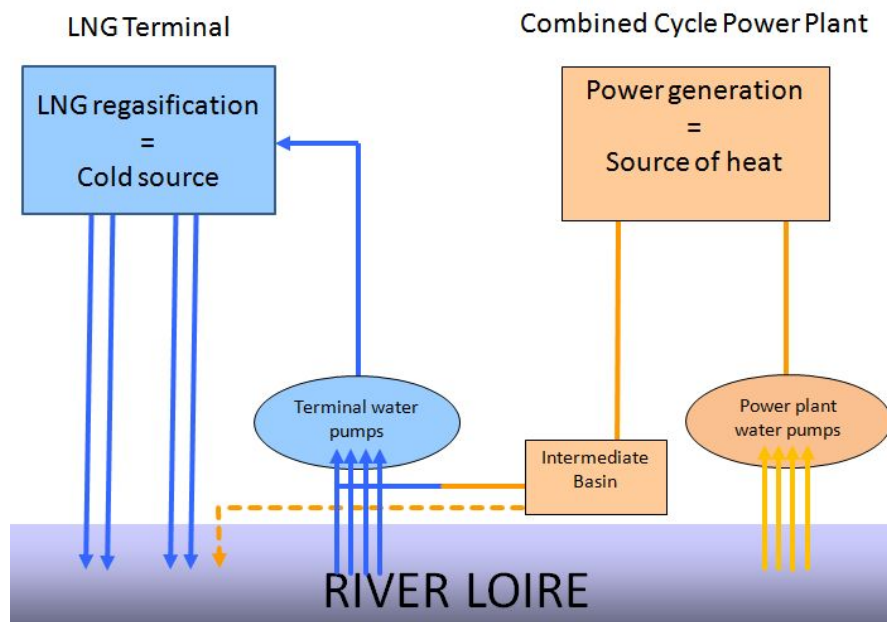 LNG Terminal
Combined Cycle Power Plant
LNG regasification
=
Cold source
Power generation
=
Source of heat
Terminal water
pumps
Power plant
water pumps
Intermediate
Basin
RIVER LOIRE